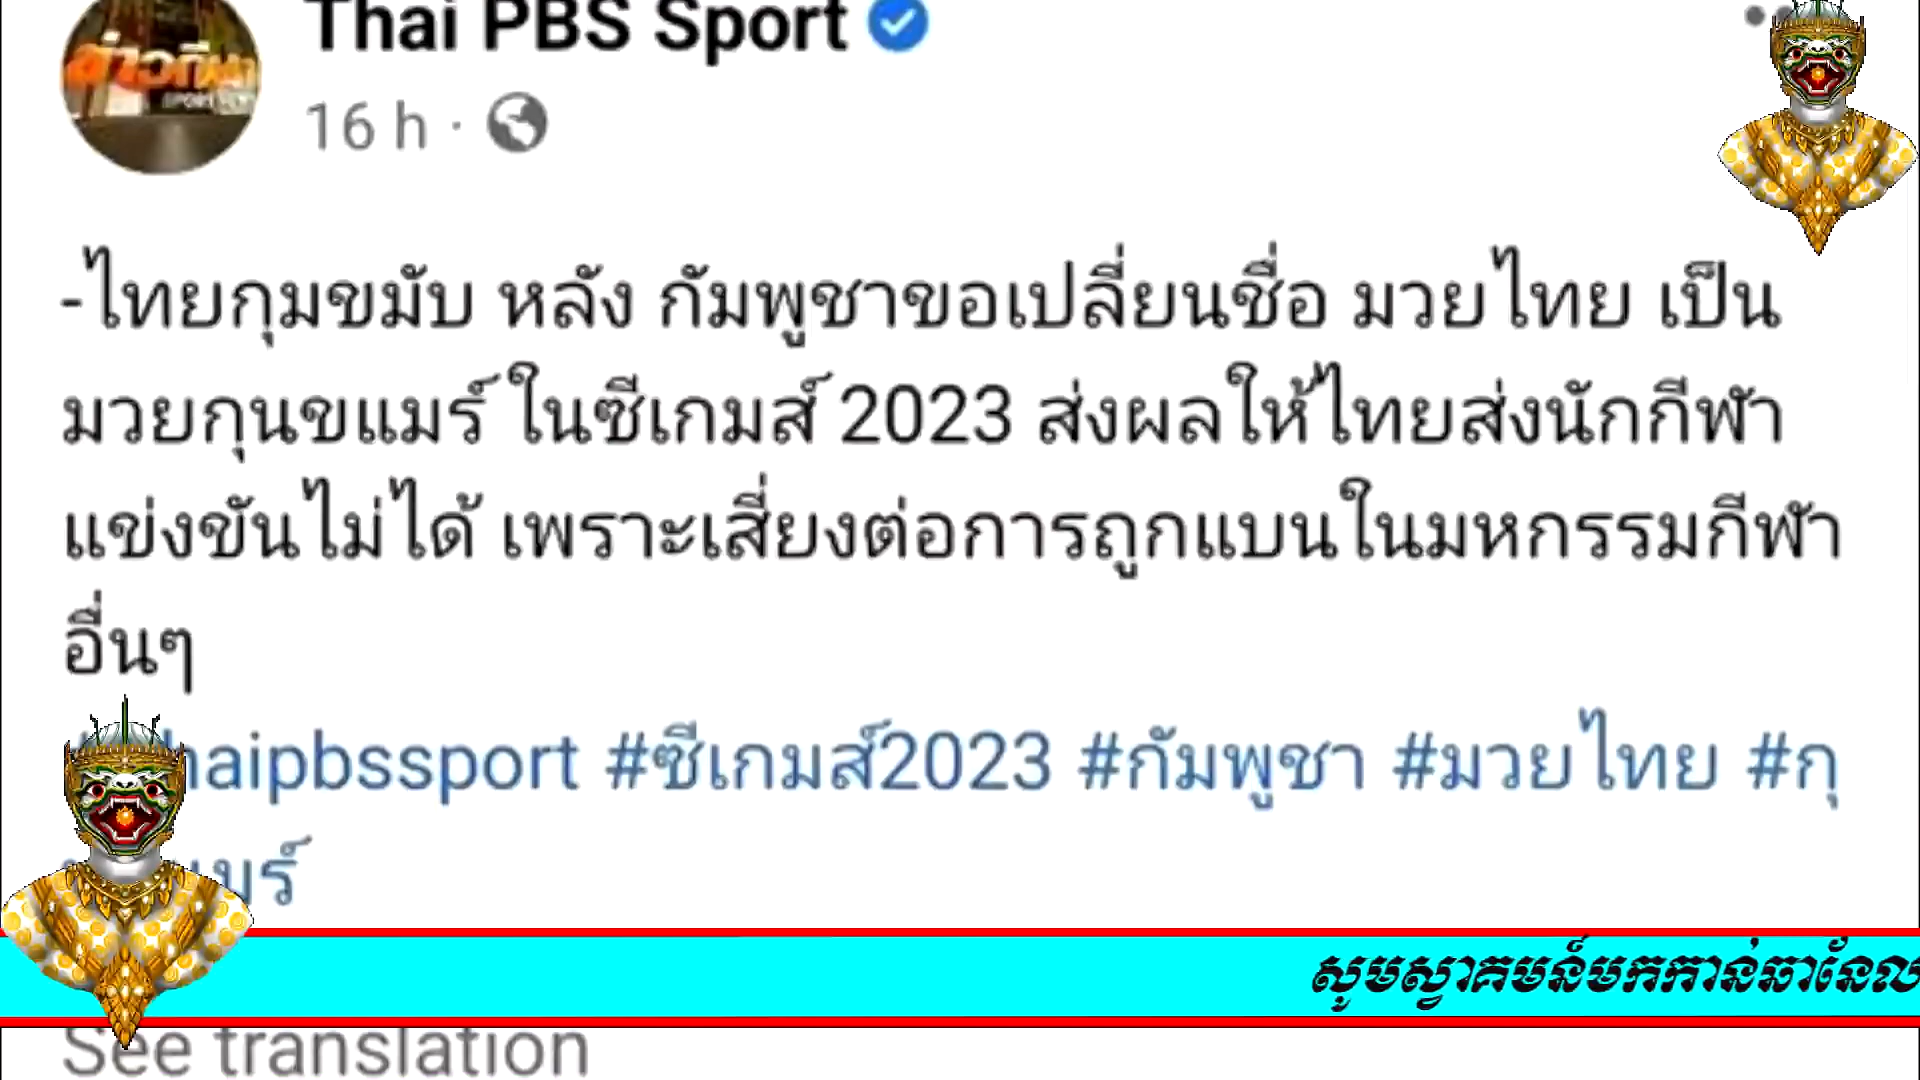 Thai PBS Sport
16 h ·
-ไทยกุมขมับ หลัง กัมพูชาขอเปลี่ยนชื่อ มวยไทย เป็น
มวยกุนขแมร์ ในซีเกมส์ 2023 ส่งผลให้ไทยส่งนักกีฬา
แข่งขันไม่ได้ เพราะเสี่ยงต่อการถูกแบนในมหกรรมกีฬา
อื่นๆ
haipbssport #ซีเกมส์2023 #กัมพูชา #มวยไทย #กุ
แมร์
សូមស្វាគមន៍មកកាន់ឆានែល
See translation